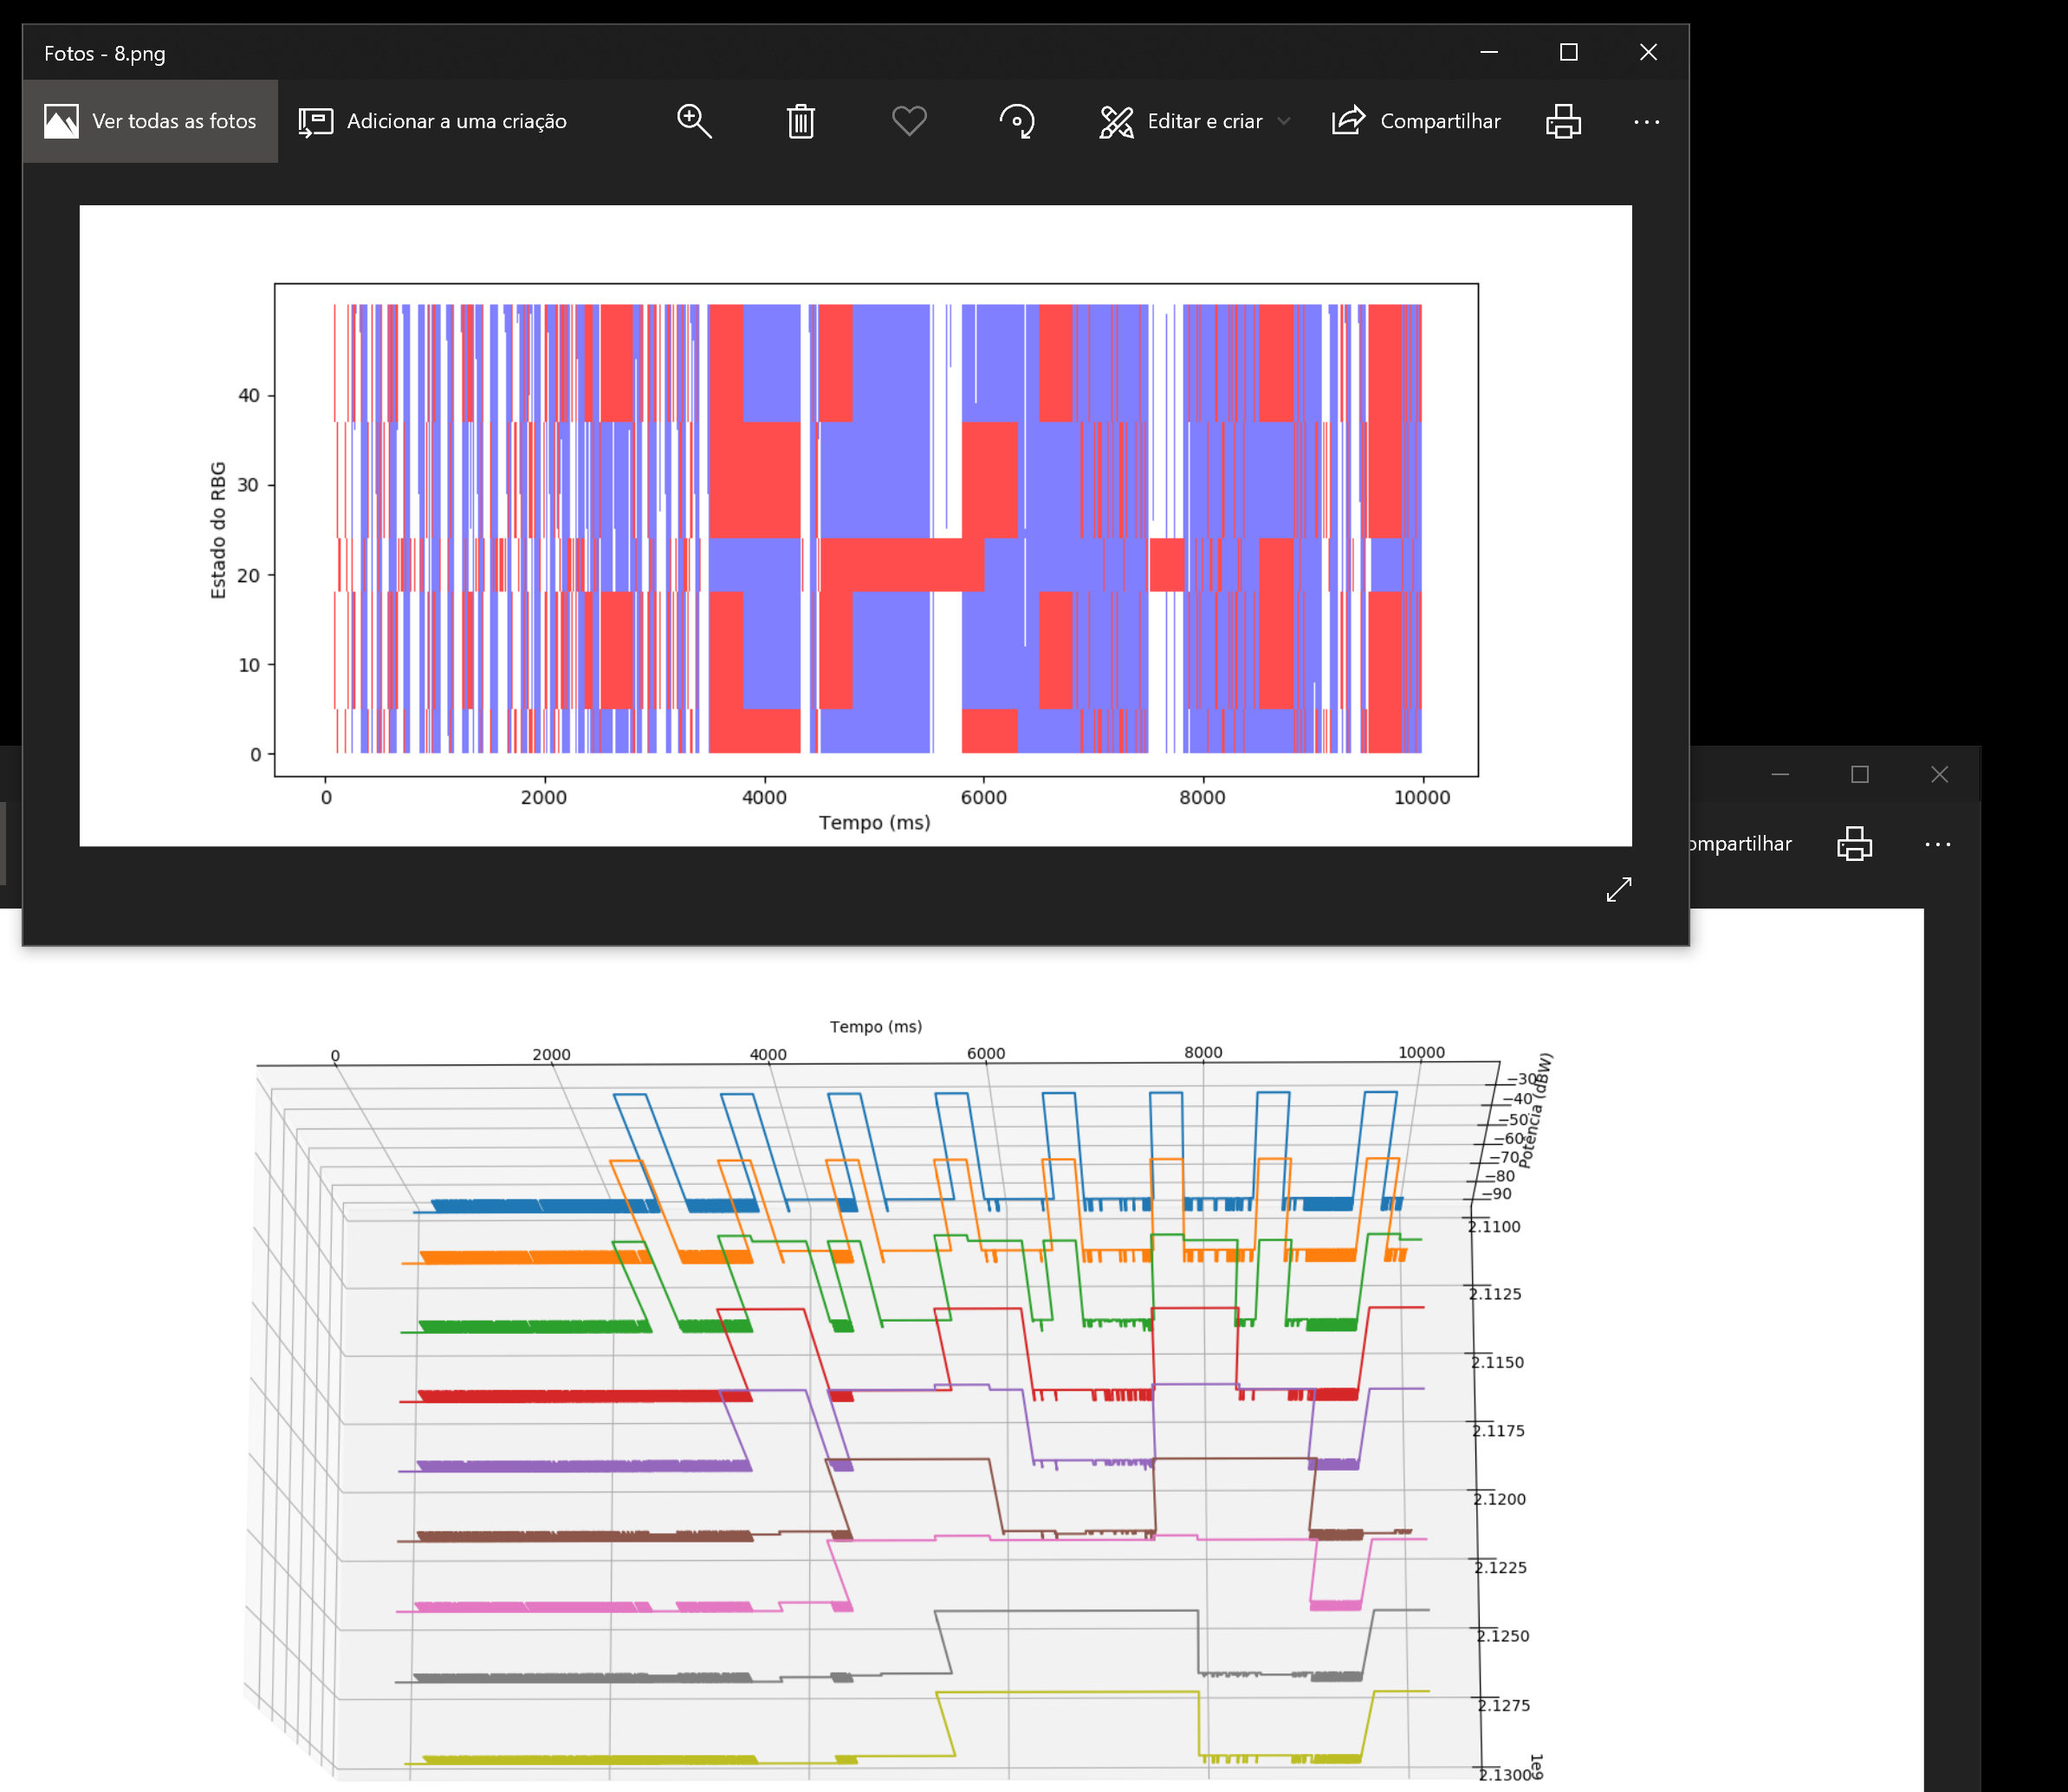 Fotos - 8.png
Ver todas as fotos
Adicionar a uma criação
Editar e criar
Compartilhar
40
30
20
10
0
Estado do RBG
0 2000 4000 6000 8000 10000
Tempo (ms)
ompartilhar
Tempo (ms)
0 2000 4000 6000 8000 10000
−30
−40
−50
−60
−70
−80
−90
Potência (dBW)
2.1100
2.1125
2.1150
2.1175
2.1200
2.1225
2.1250
2.1275
2.1300
1e9